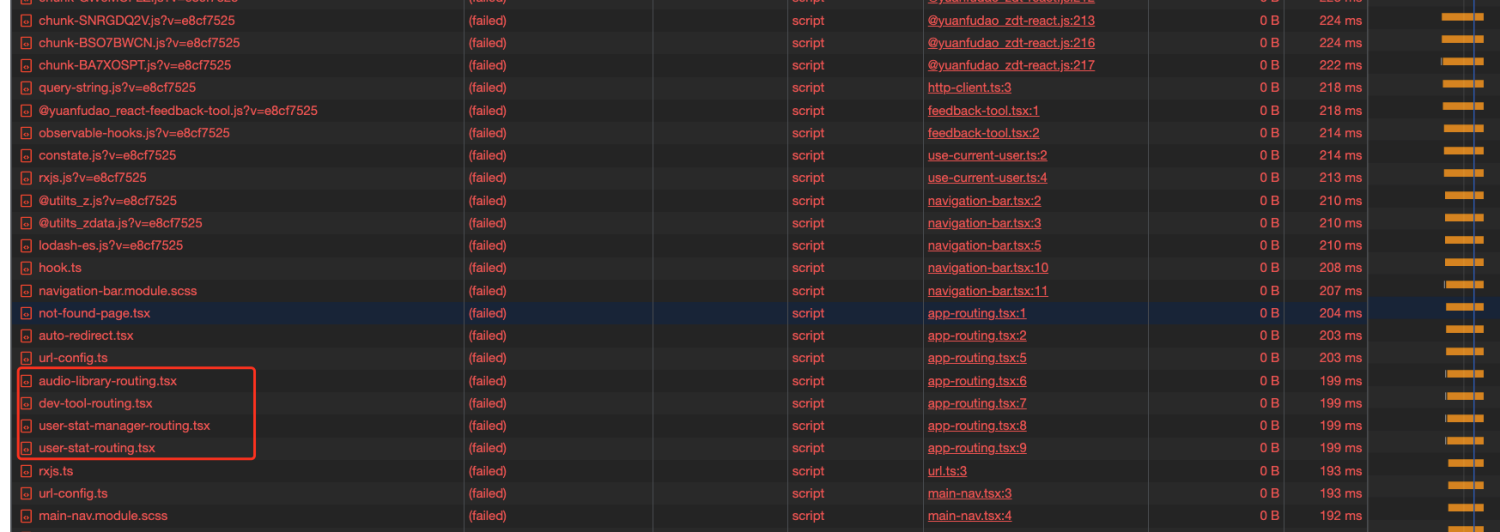 chunk-SNRGDQ2V.js?v=e8cf7525 (failed) script @yuanfudao_zdt-react.js:213 0 B 224 ms
chunk-BSO7BWCN.js?v=e8cf7525 (failed) script @yuanfudao_zdt-react.js:216 0 B 224 ms
chunk-BA7XOSPT.js?v=e8cf7525 (failed) script @yuanfudao_zdt-react.js:217 0 B 222 ms
query-string.js?v=e8cf7525 (failed) script http-client.ts:3 0 B 218 ms
@yuanfudao_react-feedback-tool.js?v=e8cf7525 (failed) script feedback-tool.tsx:1 0 B 218 ms
observable-hooks.js?v=e8cf7525 (failed) script feedback-tool.tsx:2 0 B 214 ms
constate.js?v=e8cf7525 (failed) script use-current-user.ts:2 0 B 214 ms
rxjs.js?v=e8cf7525 (failed) script use-current-user.ts:4 0 B 213 ms
@utilts_z.js?v=e8cf7525 (failed) script navigation-bar.tsx:2 0 B 210 ms
@utilts_zdata.js?v=e8cf7525 (failed) script navigation-bar.tsx:3 0 B 210 ms
lodash-es.js?v=e8cf7525 (failed) script navigation-bar.tsx:5 0 B 210 ms
hook.ts (failed) script navigation-bar.tsx:10 0 B 208 ms
navigation-bar.module.scss (failed) script navigation-bar.tsx:11 0 B 207 ms
not-found-page.tsx (failed) script app-routing.tsx:1 0 B 204 ms
auto-redirect.tsx (failed) script app-routing.tsx:2 0 B 203 ms
url-config.ts (failed) script app-routing.tsx:5 0 B 203 ms
audio-library-routing.tsx (failed) script app-routing.tsx:6 0 B 199 ms
dev-tool-routing.tsx (failed) script app-routing.tsx:7 0 B 199 ms
user-stat-manager-routing.tsx (failed) script app-routing.tsx:8 0 B 199 ms
user-stat-routing.tsx (failed) script app-routing.tsx:9 0 B 199 ms
rxjs.ts (failed) script url.ts:3 0 B 193 ms
url-config.ts (failed) script main-nav.tsx:3 0 B 193 ms
main-nav.module.scss (failed) script main-nav.tsx:4 0 B 192 ms